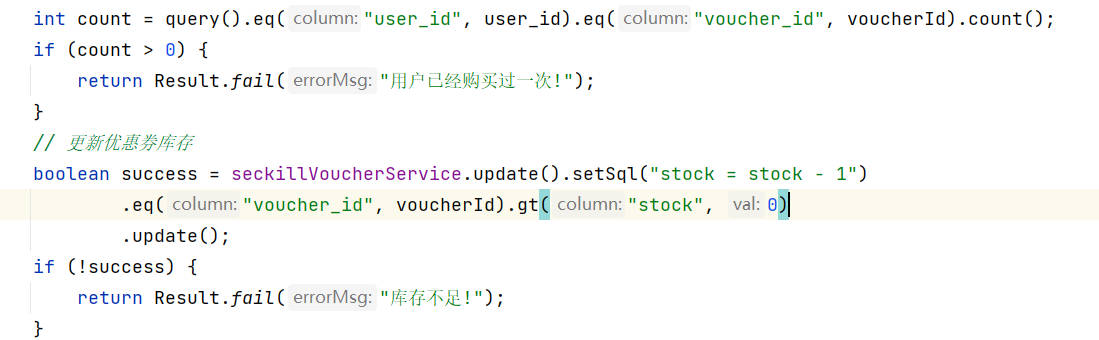 int count = query().eq( column: "user_id", user_id).eq( column: "voucher_id", voucherId).count();
if (count > 0) {
return Result.fail( errorMsg: "用户已经购买过一次!");
}
// 更新优惠券库存
boolean success = seckillVoucherService.update().setSql("stock = stock - 1")
.eq( column: "voucher_id", voucherId).gt( column: "stock", val: 0)
.update();
if (!success) {
return Result.fail( errorMsg: "库存不足!");
}